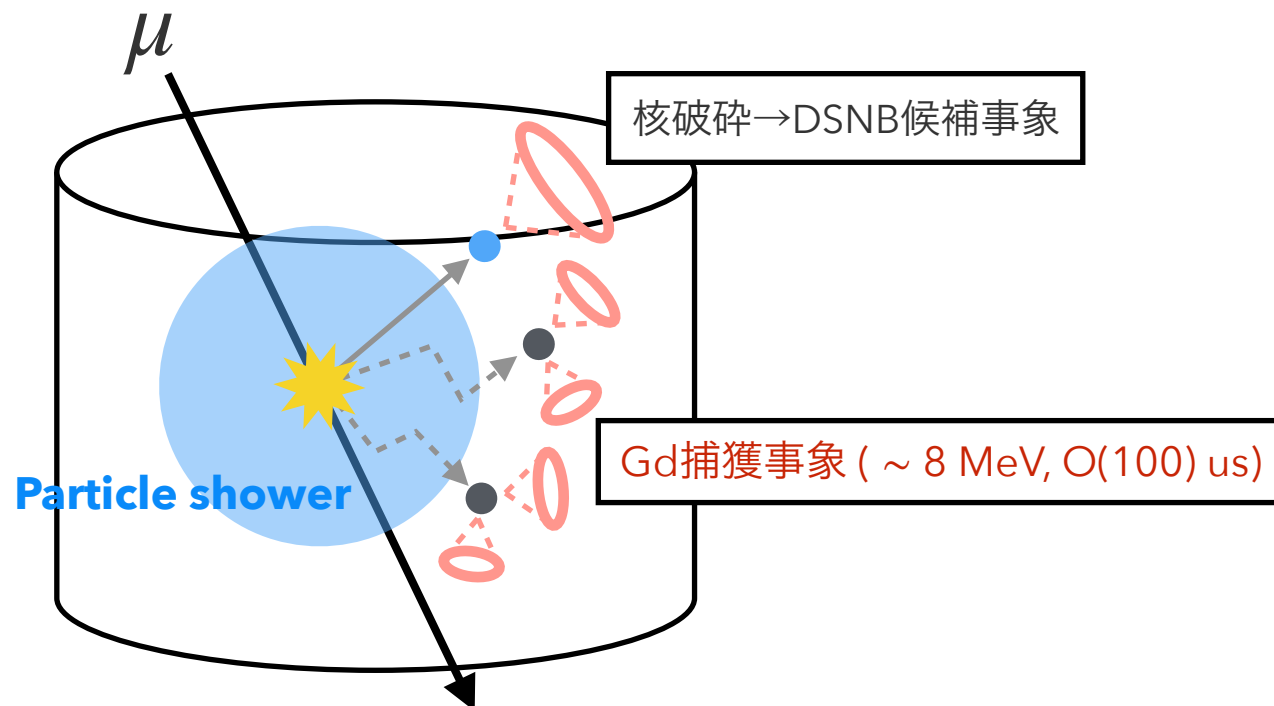 μ
核破砕→DSNB候補事象
Gd捕獲事象 ( ~ 8 MeV, O(100) us)
Particle shower